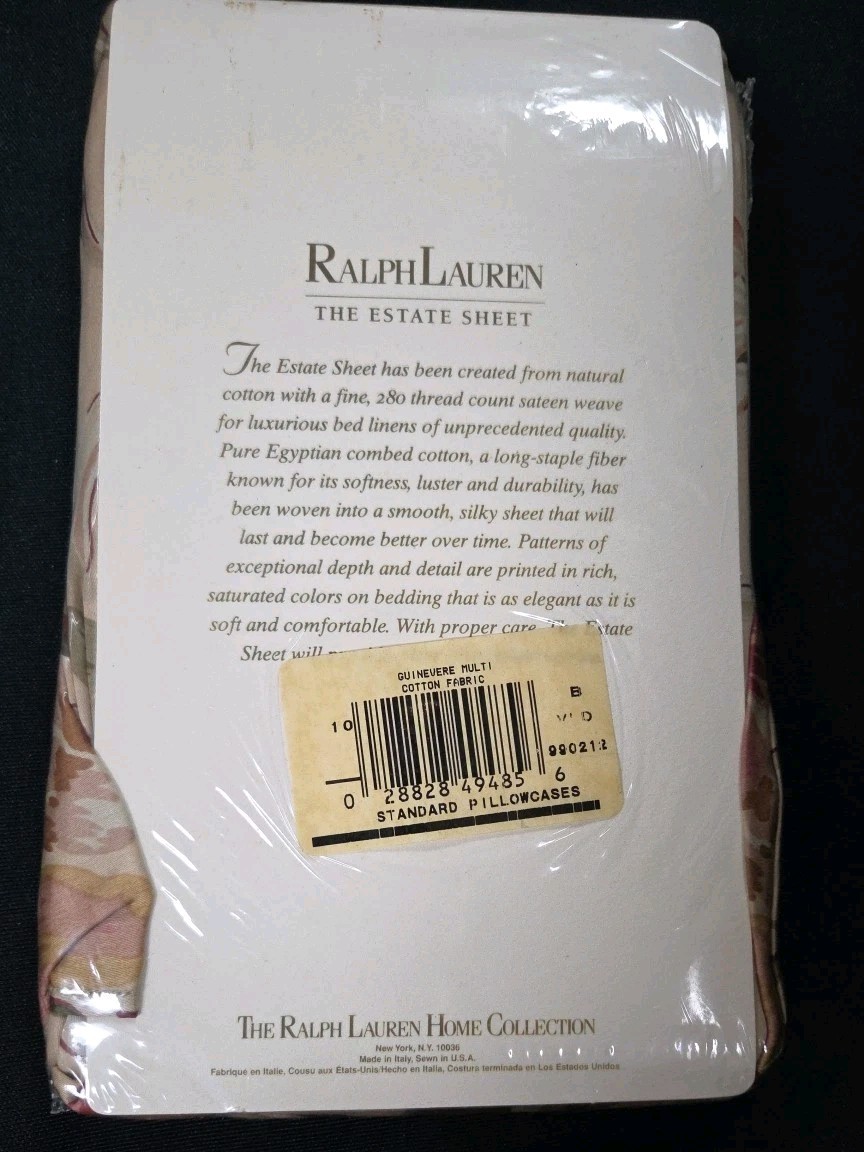 RALPH LAUREN
THE ESTATE SHEET
The Estate Sheet has been created from natural
cotton with a fine, 280 thread count sateen weave
for luxurious bed linens of unprecedented quality.
Pure Egyptian combed cotton, a long-staple fiber
known for its softness, luster and durability, has
been woven into a smooth, silky sheet that will
last and become better over time. Patterns of
exceptional depth and detail are printed in rich,
saturated colors on bedding that is as elegant as it is
soft and comfortable. With proper care, The Estate
Sheet will
GUINEVERE MULTI
COTTON FABRIC
B
10
990212
0 28828 49485 6
STANDARD PILLOWCASES
THE RALPH LAUREN HOME COLLECTION
New York, N.Y. 10036
Made in Italy, Sewn in U.S.A.
Fabriqué en Italie, Cousu aux États-Unis/Hecho en Italia, Costura terminada en Los Estados Unidos